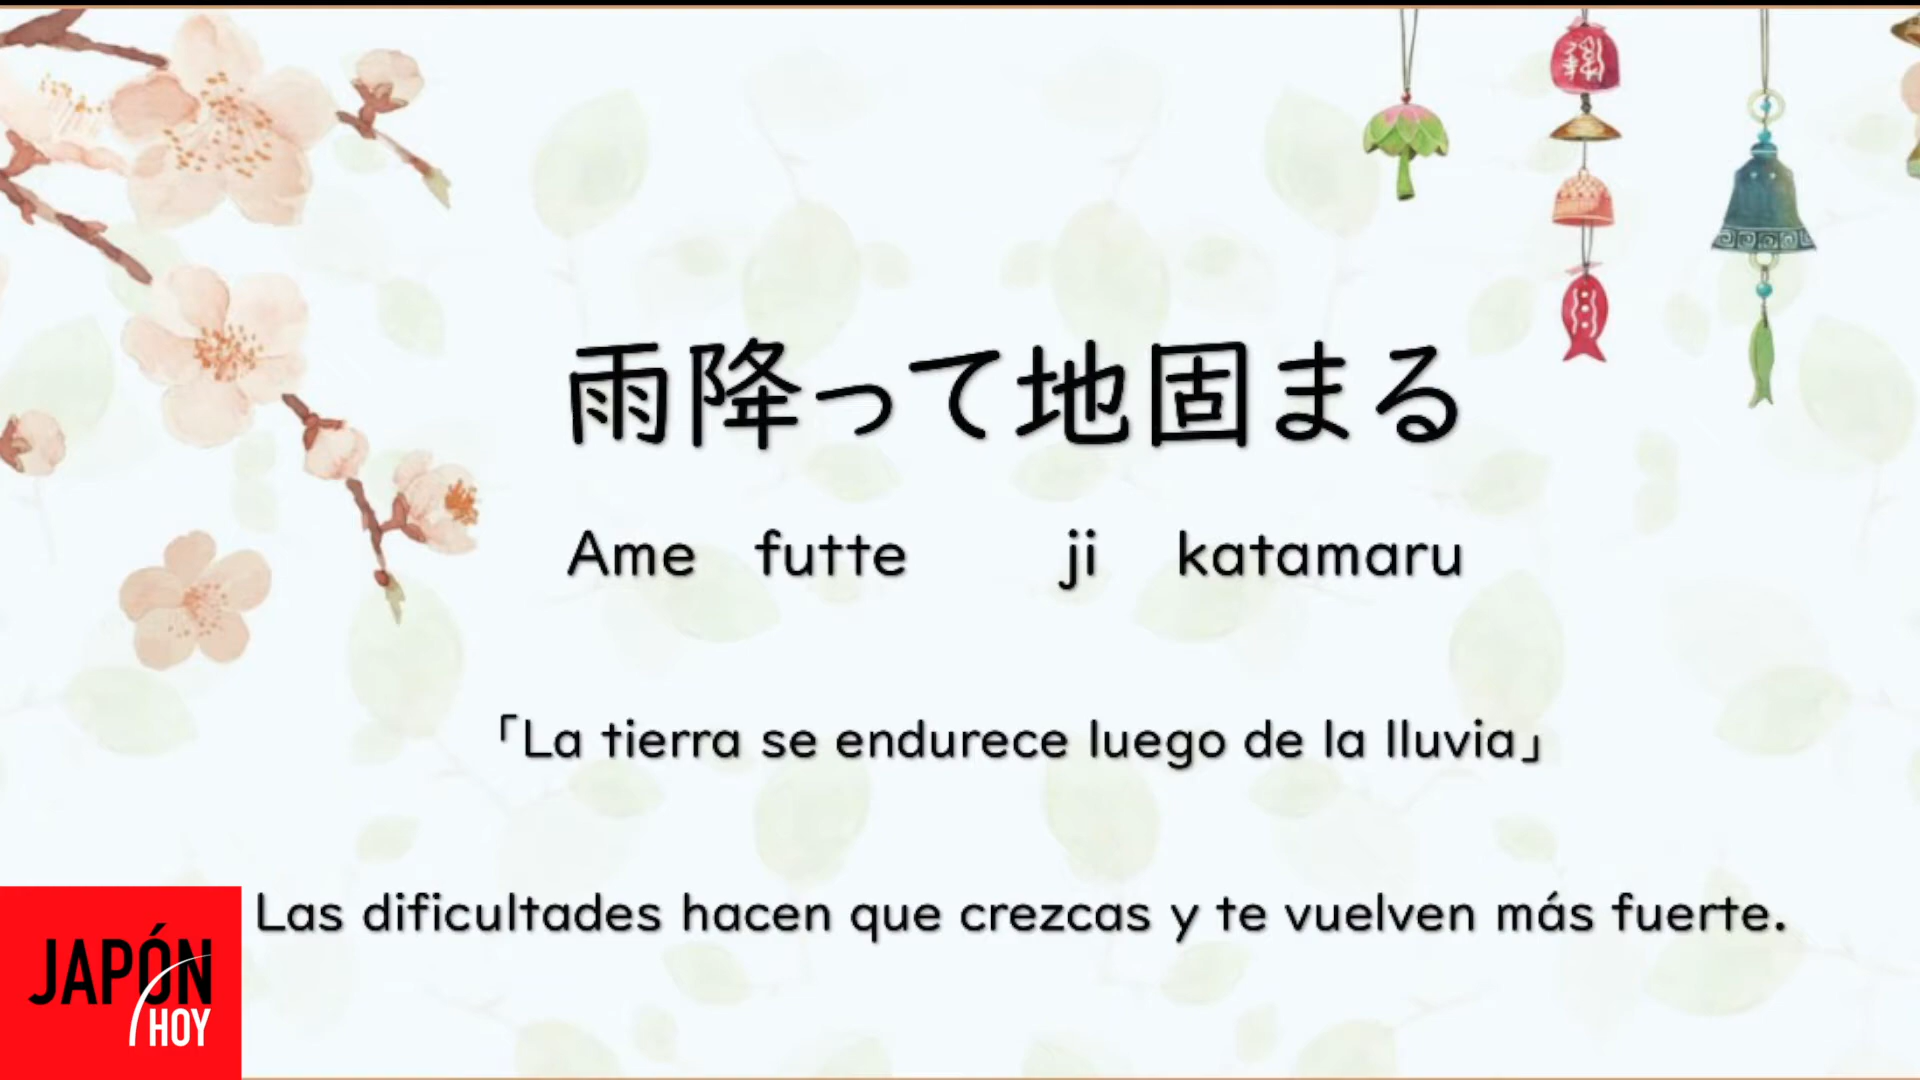 雨降って地固まる
Ame futte ji katamaru
「La tierra se endurece luego de la lluvia」
Las dificultades hacen que crezcas y te vuelven más fuerte.
JAPÓN
HOY